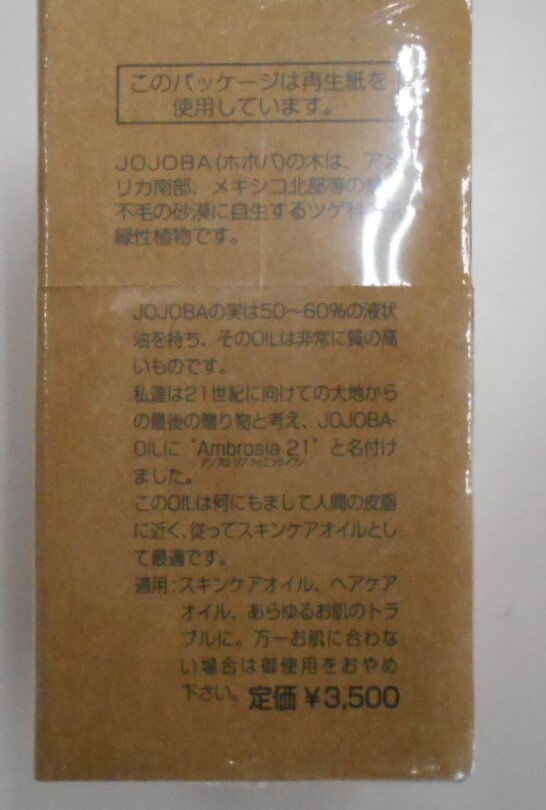 このパッケージは再生紙を
使用しています。
JOJOBA(ホホバ)の木は、アメ
リカ南部、メキシコ北部等の
不毛の砂漠に自生するツゲ科
緑性植物です。
JOJOBAの実は50〜60%の液状
油を持ち、そのOILは非常に質の高
いものです。
私達は21世紀に向けての大地から
の最後の贈り物と考え、JOJOBA-
OILに“Ambrosia 21”と名付け
アンブロシア・トゥエンティワン
ました。
このOILは何にもまして人間の皮脂
に近く、従ってスキンケアオイルとし
て最適です。
適用:スキンケアオイル、ヘアケア
オイル、あらゆるお肌のトラ
ブルに。万一お肌に合わな
い場合は御使用をおやめ
下さい。 定価 ¥3,500